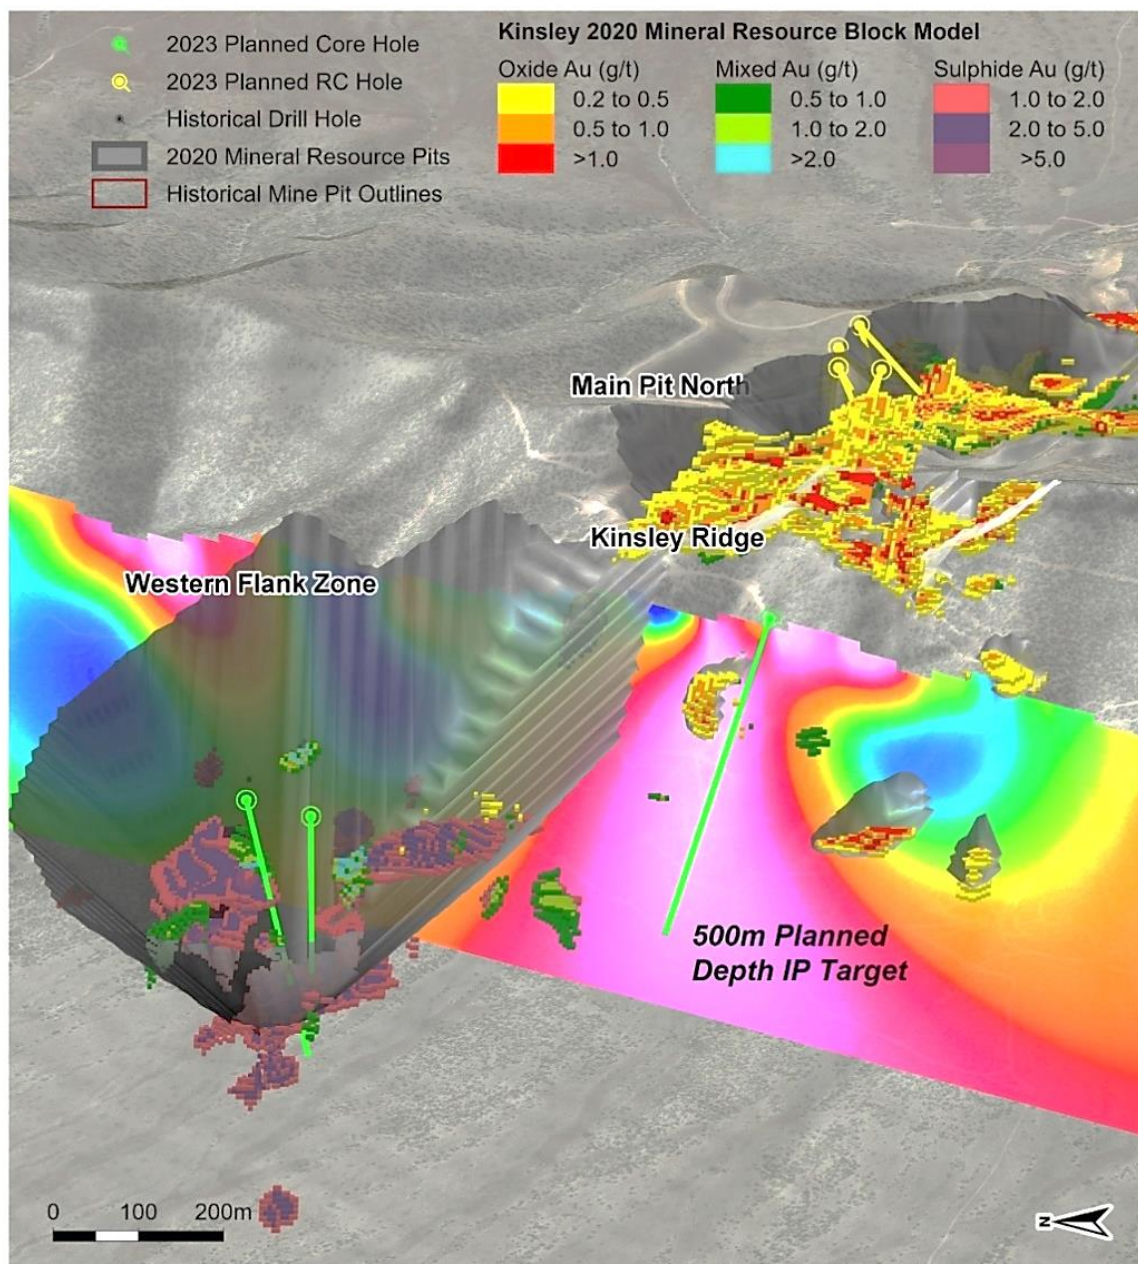 2023 Planned Core Hole
2023 Planned RC Hole
Historical Drill Hole
2020 Mineral Resource Pits
Historical Mine Pit Outlines
Kinsley 2020 Mineral Resource Block Model
Oxide Au (g/t)
0.2 to 0.5
0.5 to 1.0
>1.0
Mixed Au (g/t)
0.5 to 1.0
1.0 to 2.0
>2.0
Sulphide Au (g/t)
1.0 to 2.0
2.0 to 5.0
>5.0
Main Pit North
Kinsley Ridge
Western Flank Zone
500m Planned
Depth IP Target
0 100 200m
N